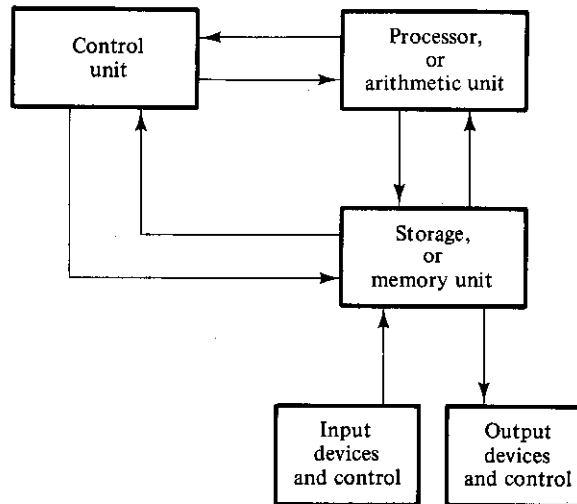 Control
unit
Processor,
or
arithmetic unit
Storage,
or
memory unit
Input
devices
and control
Output
devices
and control